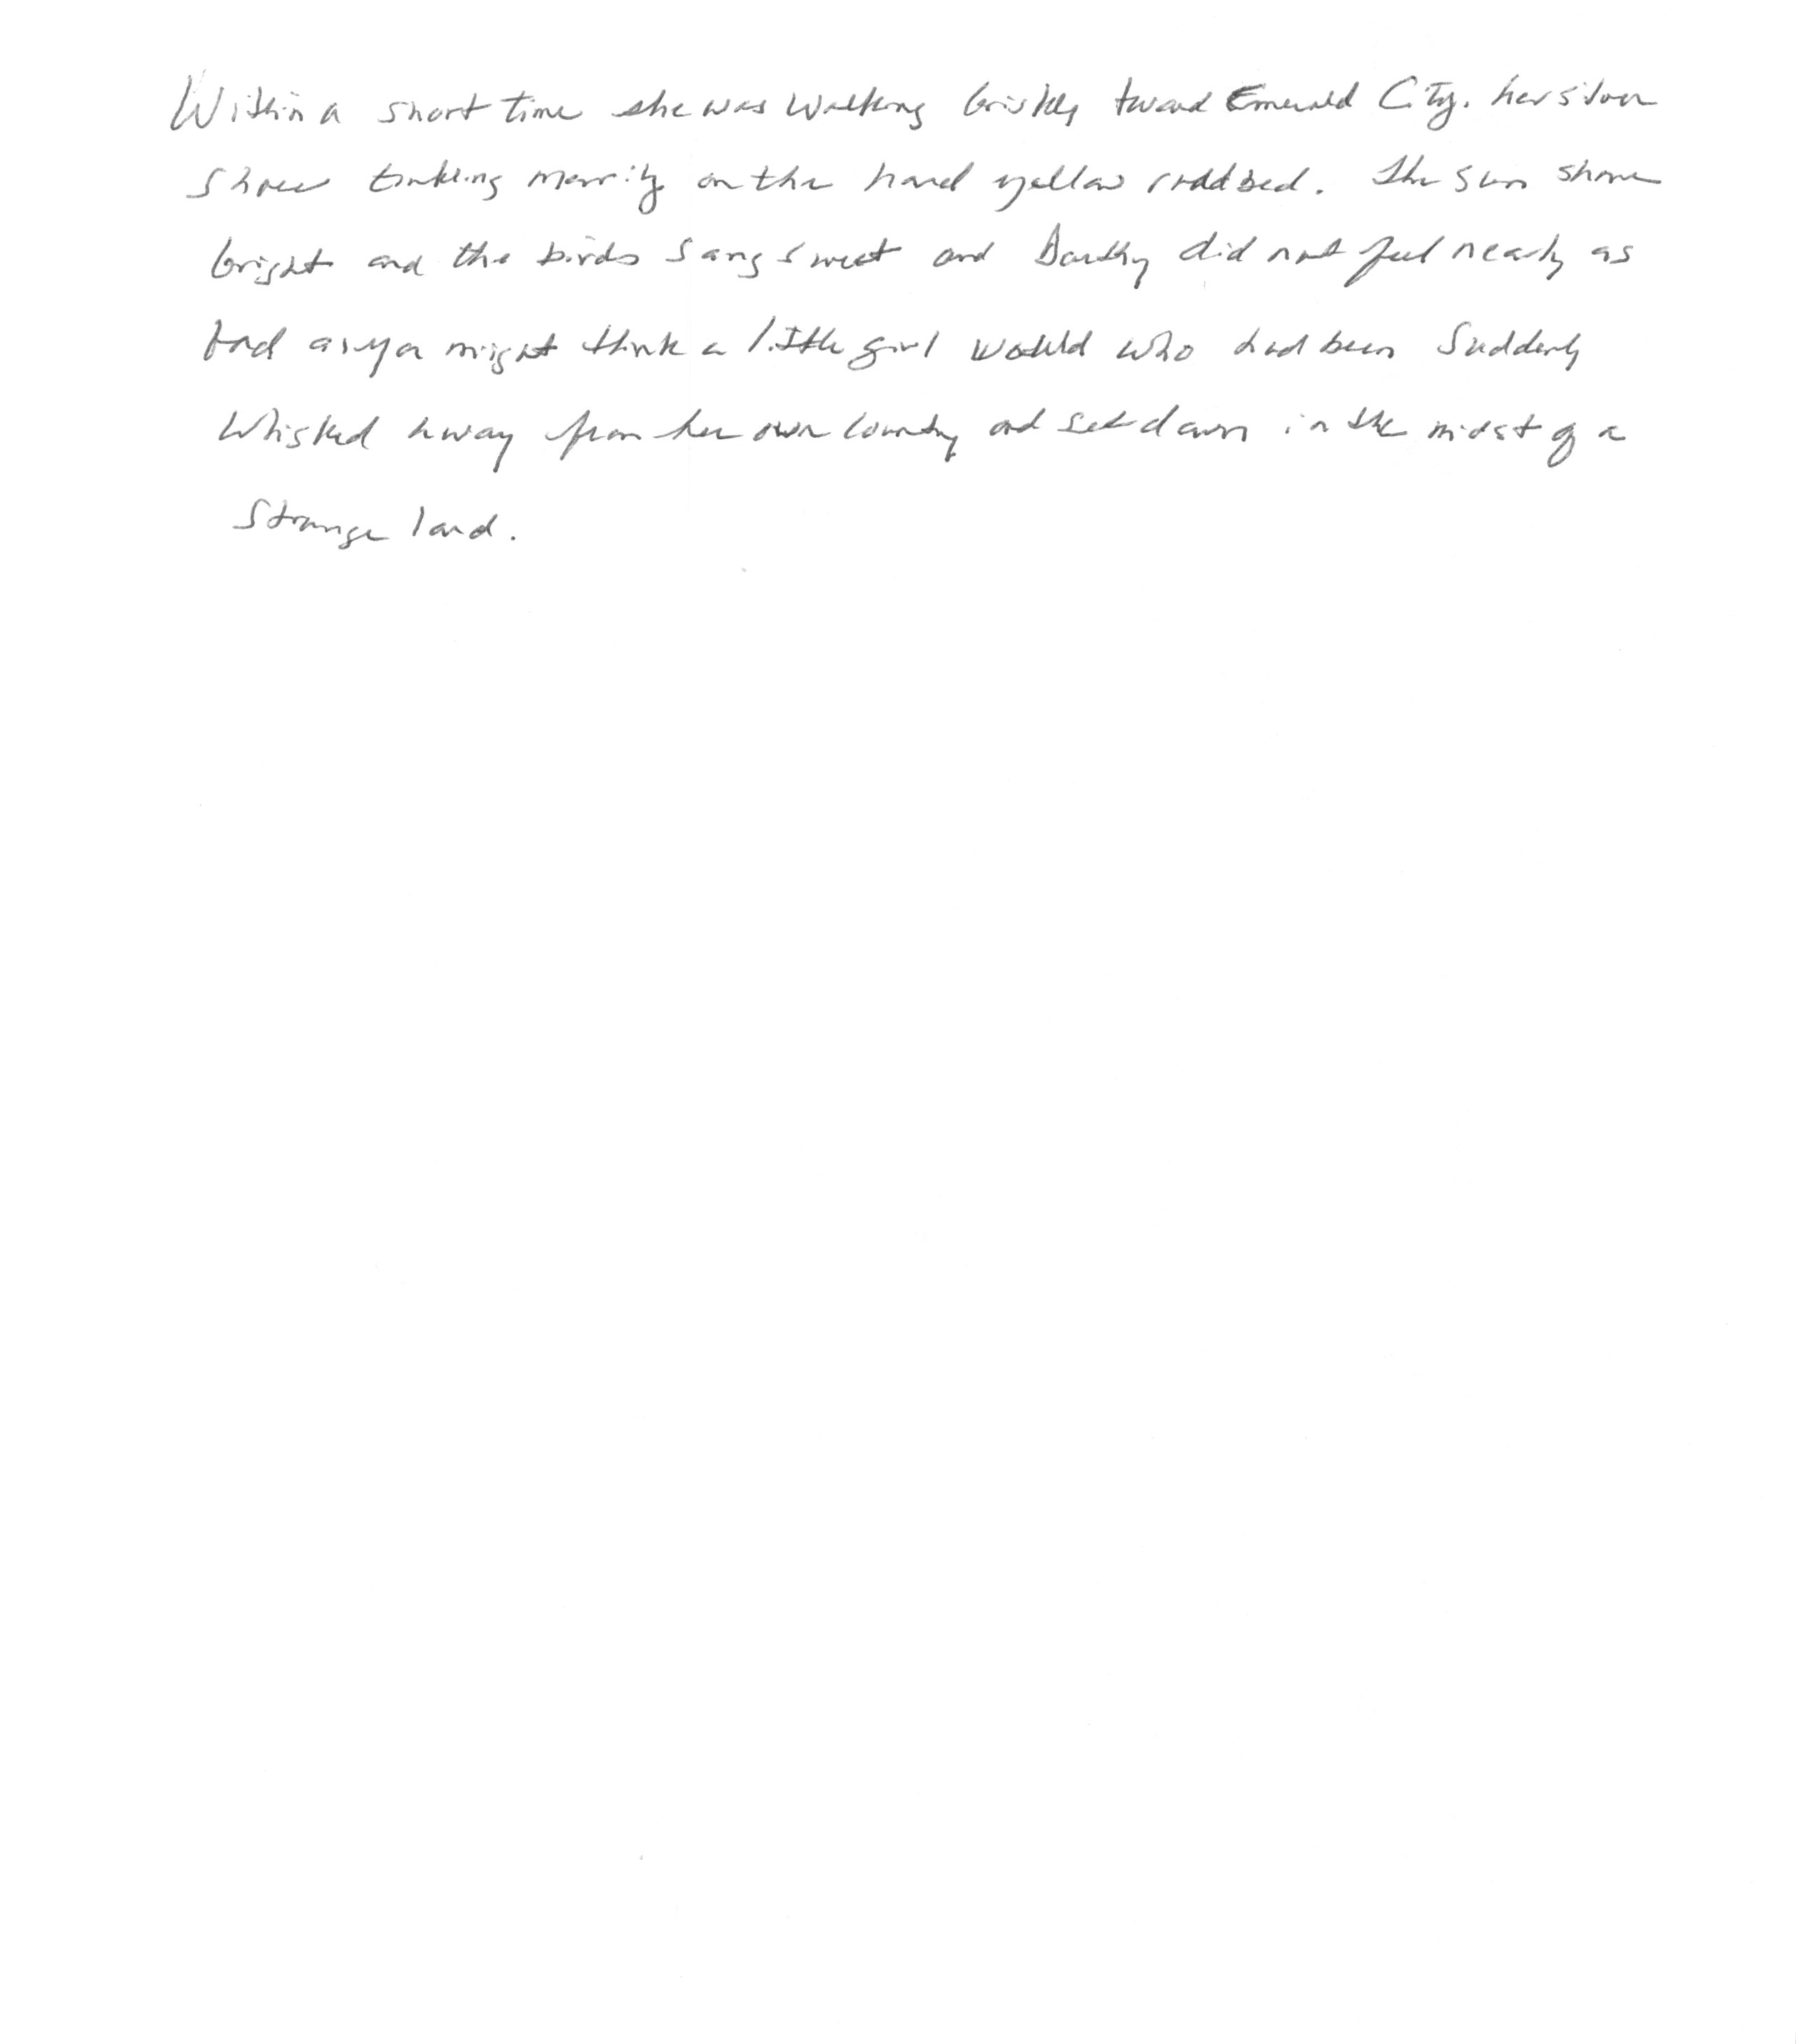 Within a short time she was walking briskly toward Emerald City. her silver
shoes tinkling merrily on the hard yellow roadbed. The sun shone
bright and the birds sang sweet and Dorothy did not feel nearly as
bad as you might think a little girl would who had been suddenly
whisked away from her own country and set down in the midst of a
strange land.